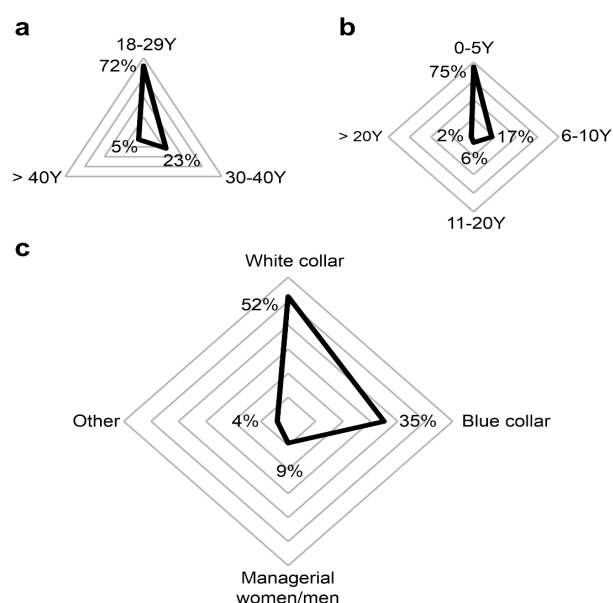 a
18-29Y
72%
5%
23%
> 40Y
30-40Y
b
0-5Y
75%
> 20Y
2%
17%
6-10Y
6%
11-20Y
c
White collar
52%
Other
4%
35%
Blue collar
9%
Managerial
women/men